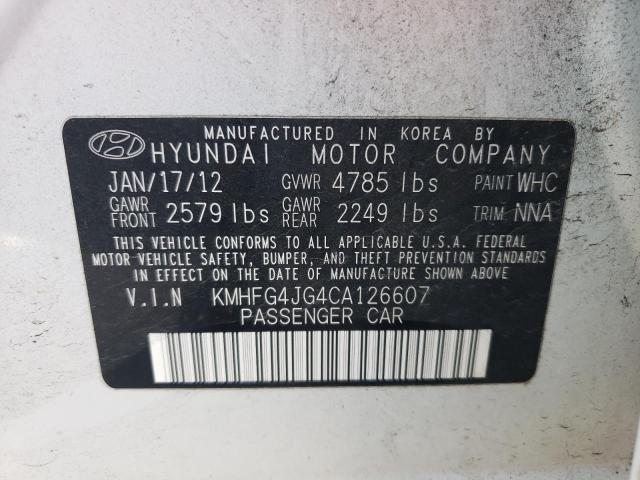 MANUFACTURED IN KOREA BY
HYUNDAI MOTOR COMPANY
JAN/17/12 GVWR 4785 lbs PAINT WHC
GAWR FRONT 2579 lbs GAWR REAR 2249 lbs TRIM NNA
THIS VEHICLE CONFORMS TO ALL APPLICABLE U.S.A. FEDERAL
MOTOR VEHICLE SAFETY, BUMPER, AND THEFT PREVENTION STANDARDS
IN EFFECT ON THE DATE OF MANUFACTURE SHOWN ABOVE
V.I.N KMHFG4JG4CA126607
PASSENGER CAR